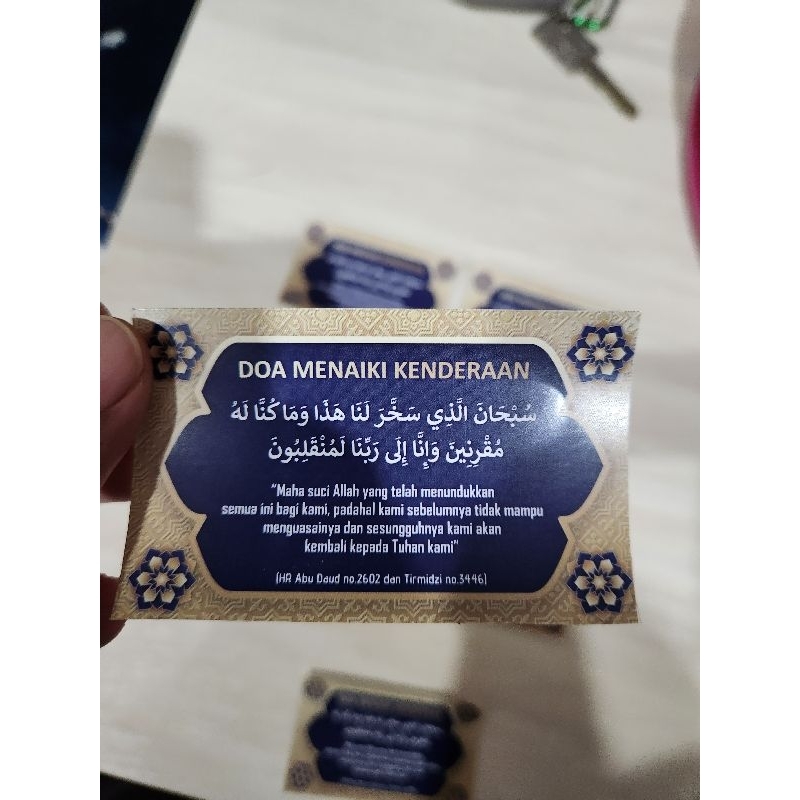 DOA MENAIKI KENDERAAN
سُبْحَانَ الَّذِي سَخَّرَ لَنَا هَذَا وَمَا كُنَّا لَهُ
مُقْرِنِينَ وَإِنَّا إِلَى رَبِّنَا لَمُنْقَلِبُونَ
“Maha suci Allah yang telah menundukkan
semua ini bagi kami, padahal kami sebelumnya tidak mampu
menguasainya dan sesungguhnya kami akan
kembali kepada Tuhan kami”
(HR Abu Daud no.2602 dan Tirmidzi no.3446)